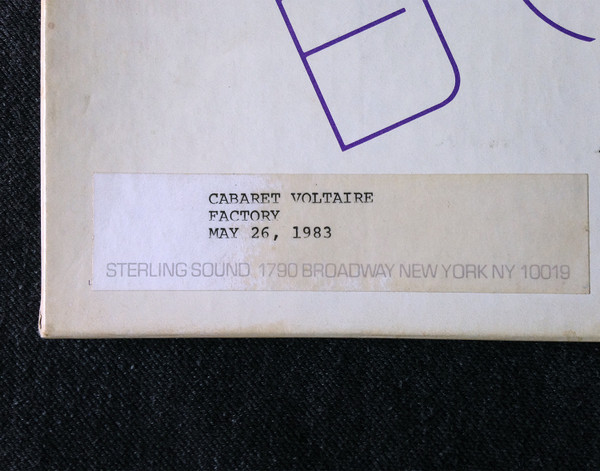 CABARET VOLTAIRE
FACTORY
MAY 26, 1983
STERLING SOUND 1790 BROADWAY NEW YORK NY 10019